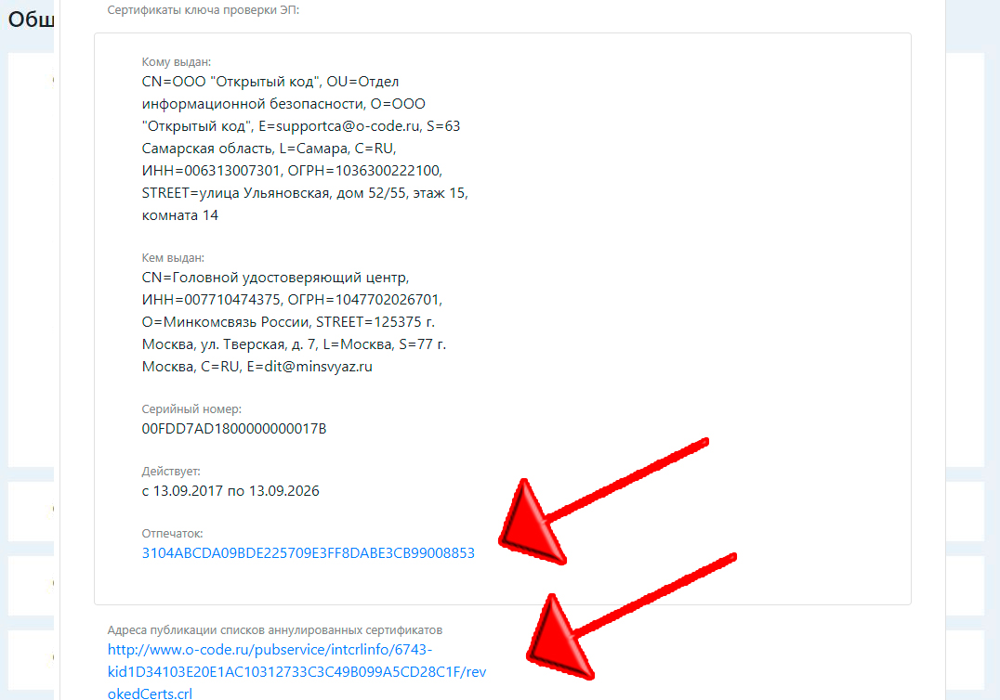 Общ
Сертификаты ключа проверки ЭП:
Кому выдан:
CN=ООО "Открытый код", OU=Отдел
информационной безопасности, O=ООО
"Открытый код", E=supportca@o-code.ru, S=63
Самарская область, L=Самара, C=RU,
ИНН=006313007301, ОГРН=1036300222100,
STREET=улица Ульяновская, дом 52/55, этаж 15,
комната 14
Кем выдан:
CN=Головной удостоверяющий центр,
ИНН=007710474375, ОГРН=1047702026701,
O=Минкомсвязь России, STREET=125375 г.
Москва, ул. Тверская, д. 7, L=Москва, S=77 г.
Москва, C=RU, E=dit@minsvyaz.ru
Серийный номер:
00FDD7AD1800000000017B
Действует:
с 13.09.2017 по 13.09.2026
Отпечаток:
3104ABCDA09BDE225709E3FF8DABE3CB99008853
Адреса публикации списков аннулированных сертификатов
http://www.o-code.ru/pubservice/intcrlinfo/6743-
kid1D34103E20E1AC10312733C3C49B099A5CD28C1F/rev
okedCerts.crl